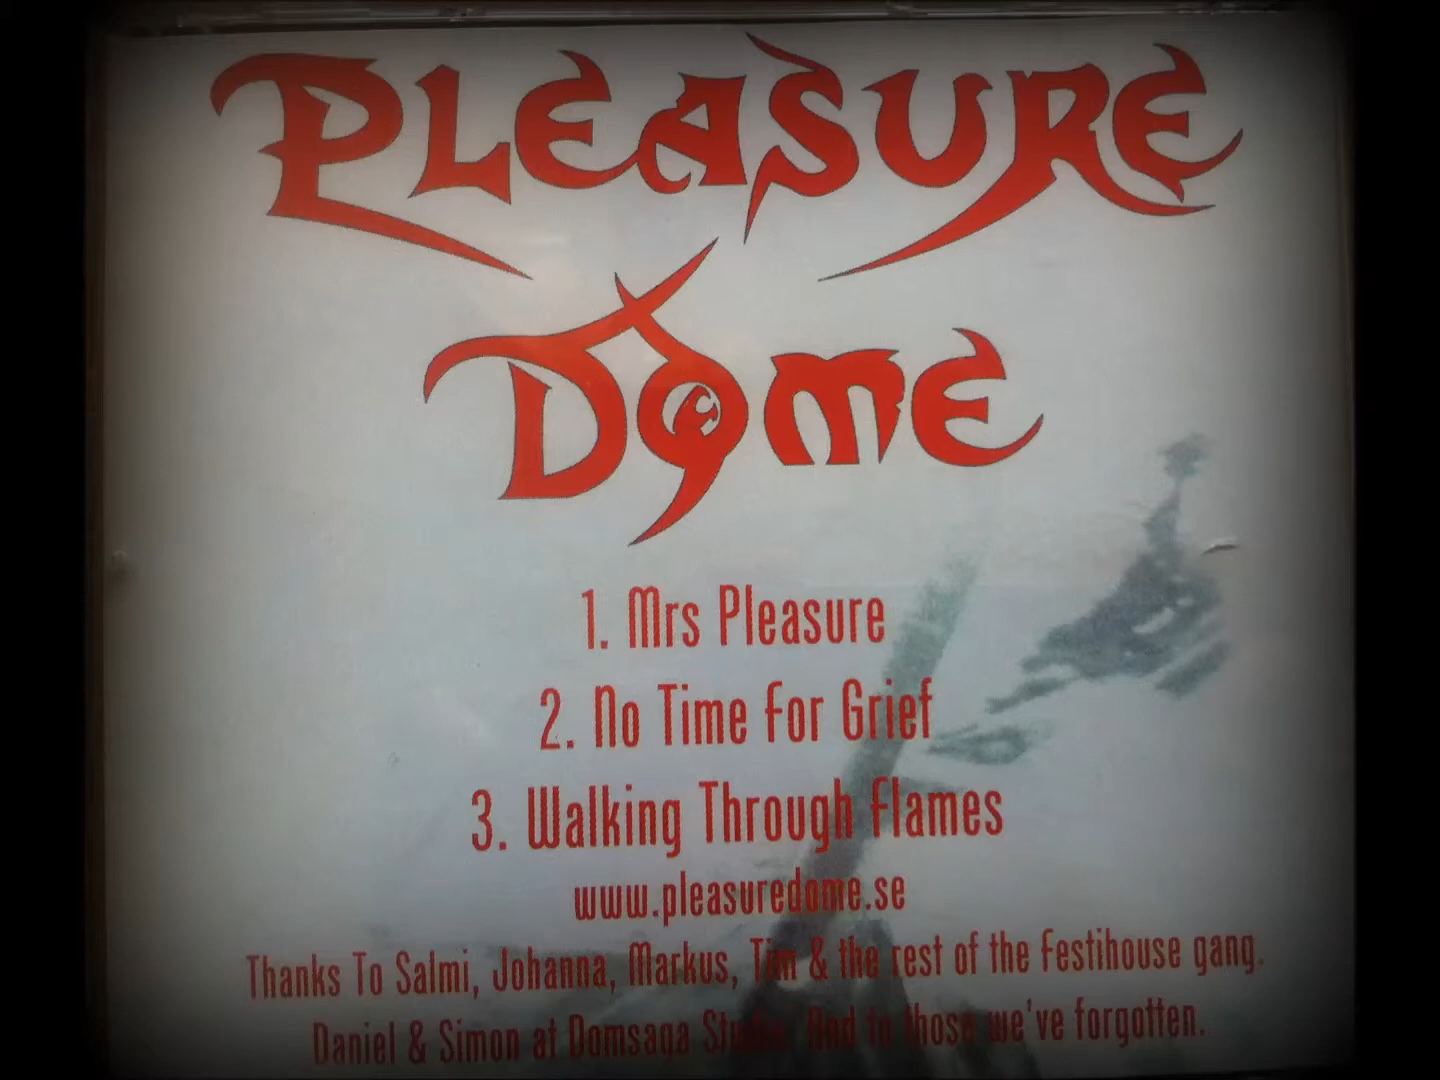 PLEASURE
DOME
1. Mrs Pleasure
2. No Time For Grief
3. Walking Through Flames
www.pleasuredome.se
Thanks To Salmi, Johanna, Markus, Tim & the rest of the Festihouse gang.
Daniel & Simon at Domsaga Studio. And to those we've forgotten.